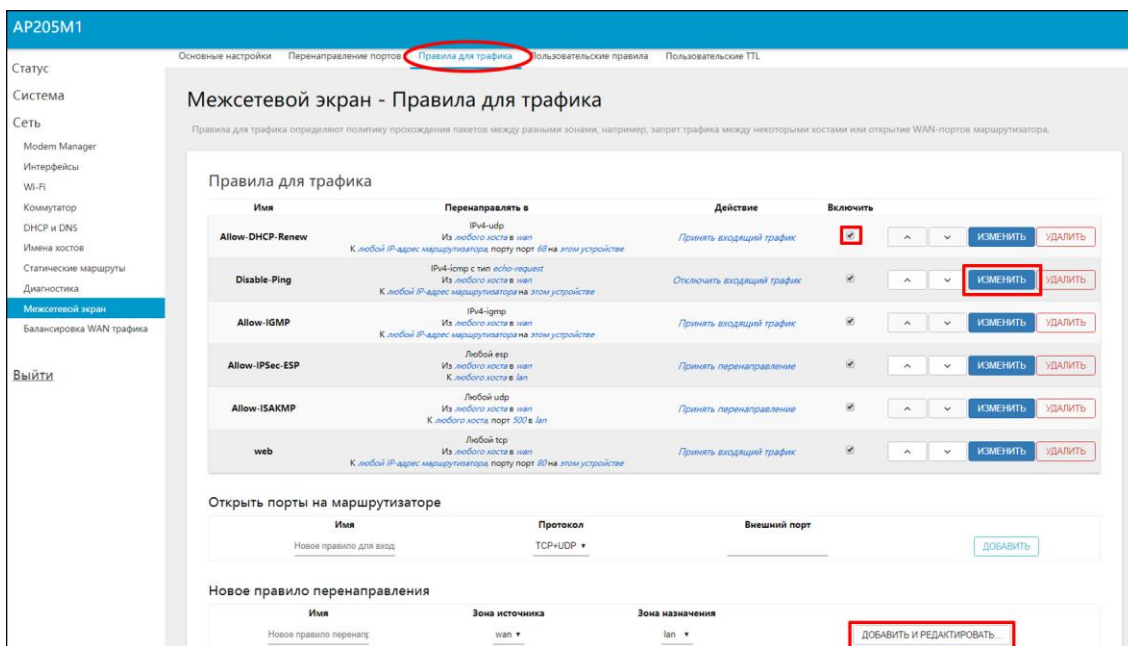 AP205M1
Основные настройки Перенаправление портов Правила для трафика Пользовательские правила Пользовательские TTL
Статус
Система
Сеть
Modem Manager
Интерфейсы
Wi-Fi
Коммутатор
DHCP и DNS
Имена хостов
Статические маршруты
Диагностика
Межсетевой экран
Балансировка WAN трафика
Выйти
Межсетевой экран - Правила для трафика
Правила для трафика определяют политику прохождения пакетов между разными зонами, например, запрет трафика между некоторыми хостами или открытие WAN-портов маршрутизатора.
Правила для трафика
Имя Перенаправлять в Действие Включить
IPv4-udp
Allow-DHCP-Renew Из любого хоста в wan Принять входящий трафик ИЗМЕНИТЬ УДАЛИТЬ
К любой IP-адрес маршрутизатора, порту порт 68 на этом устройстве
IPv4-icmp с тип echo-request
Disable-Ping Из любого хоста в wan Отключить входящий трафик ИЗМЕНИТЬ УДАЛИТЬ
К любой IP-адрес маршрутизатора на этом устройстве
IPv4-igmp
Allow-IGMP Из любого хоста в wan Принять входящий трафик ИЗМЕНИТЬ УДАЛИТЬ
К любой IP-адрес маршрутизатора на этом устройстве
Любой esp
Allow-IPSec-ESP Из любого хоста в wan Принять перенаправление ИЗМЕНИТЬ УДАЛИТЬ
К любого хоста в lan
Любой udp
Allow-ISAKMP Из любого хоста в wan Принять перенаправление ИЗМЕНИТЬ УДАЛИТЬ
К любого хоста, порт 500 в lan
Любой tcp
web Из любого хоста в wan Принять входящий трафик ИЗМЕНИТЬ УДАЛИТЬ
К любой IP-адрес маршрутизатора, порту порт 80 на этом устройстве
Открыть порты на маршрутизаторе
Имя Протокол Внешний порт
Новое правило для вход TCP+UDP ДОБАВИТЬ
Новое правило перенаправления
Имя Зона источника Зона назначения
Новое правило перенапр wan lan ДОБАВИТЬ И РЕДАКТИРОВАТЬ...